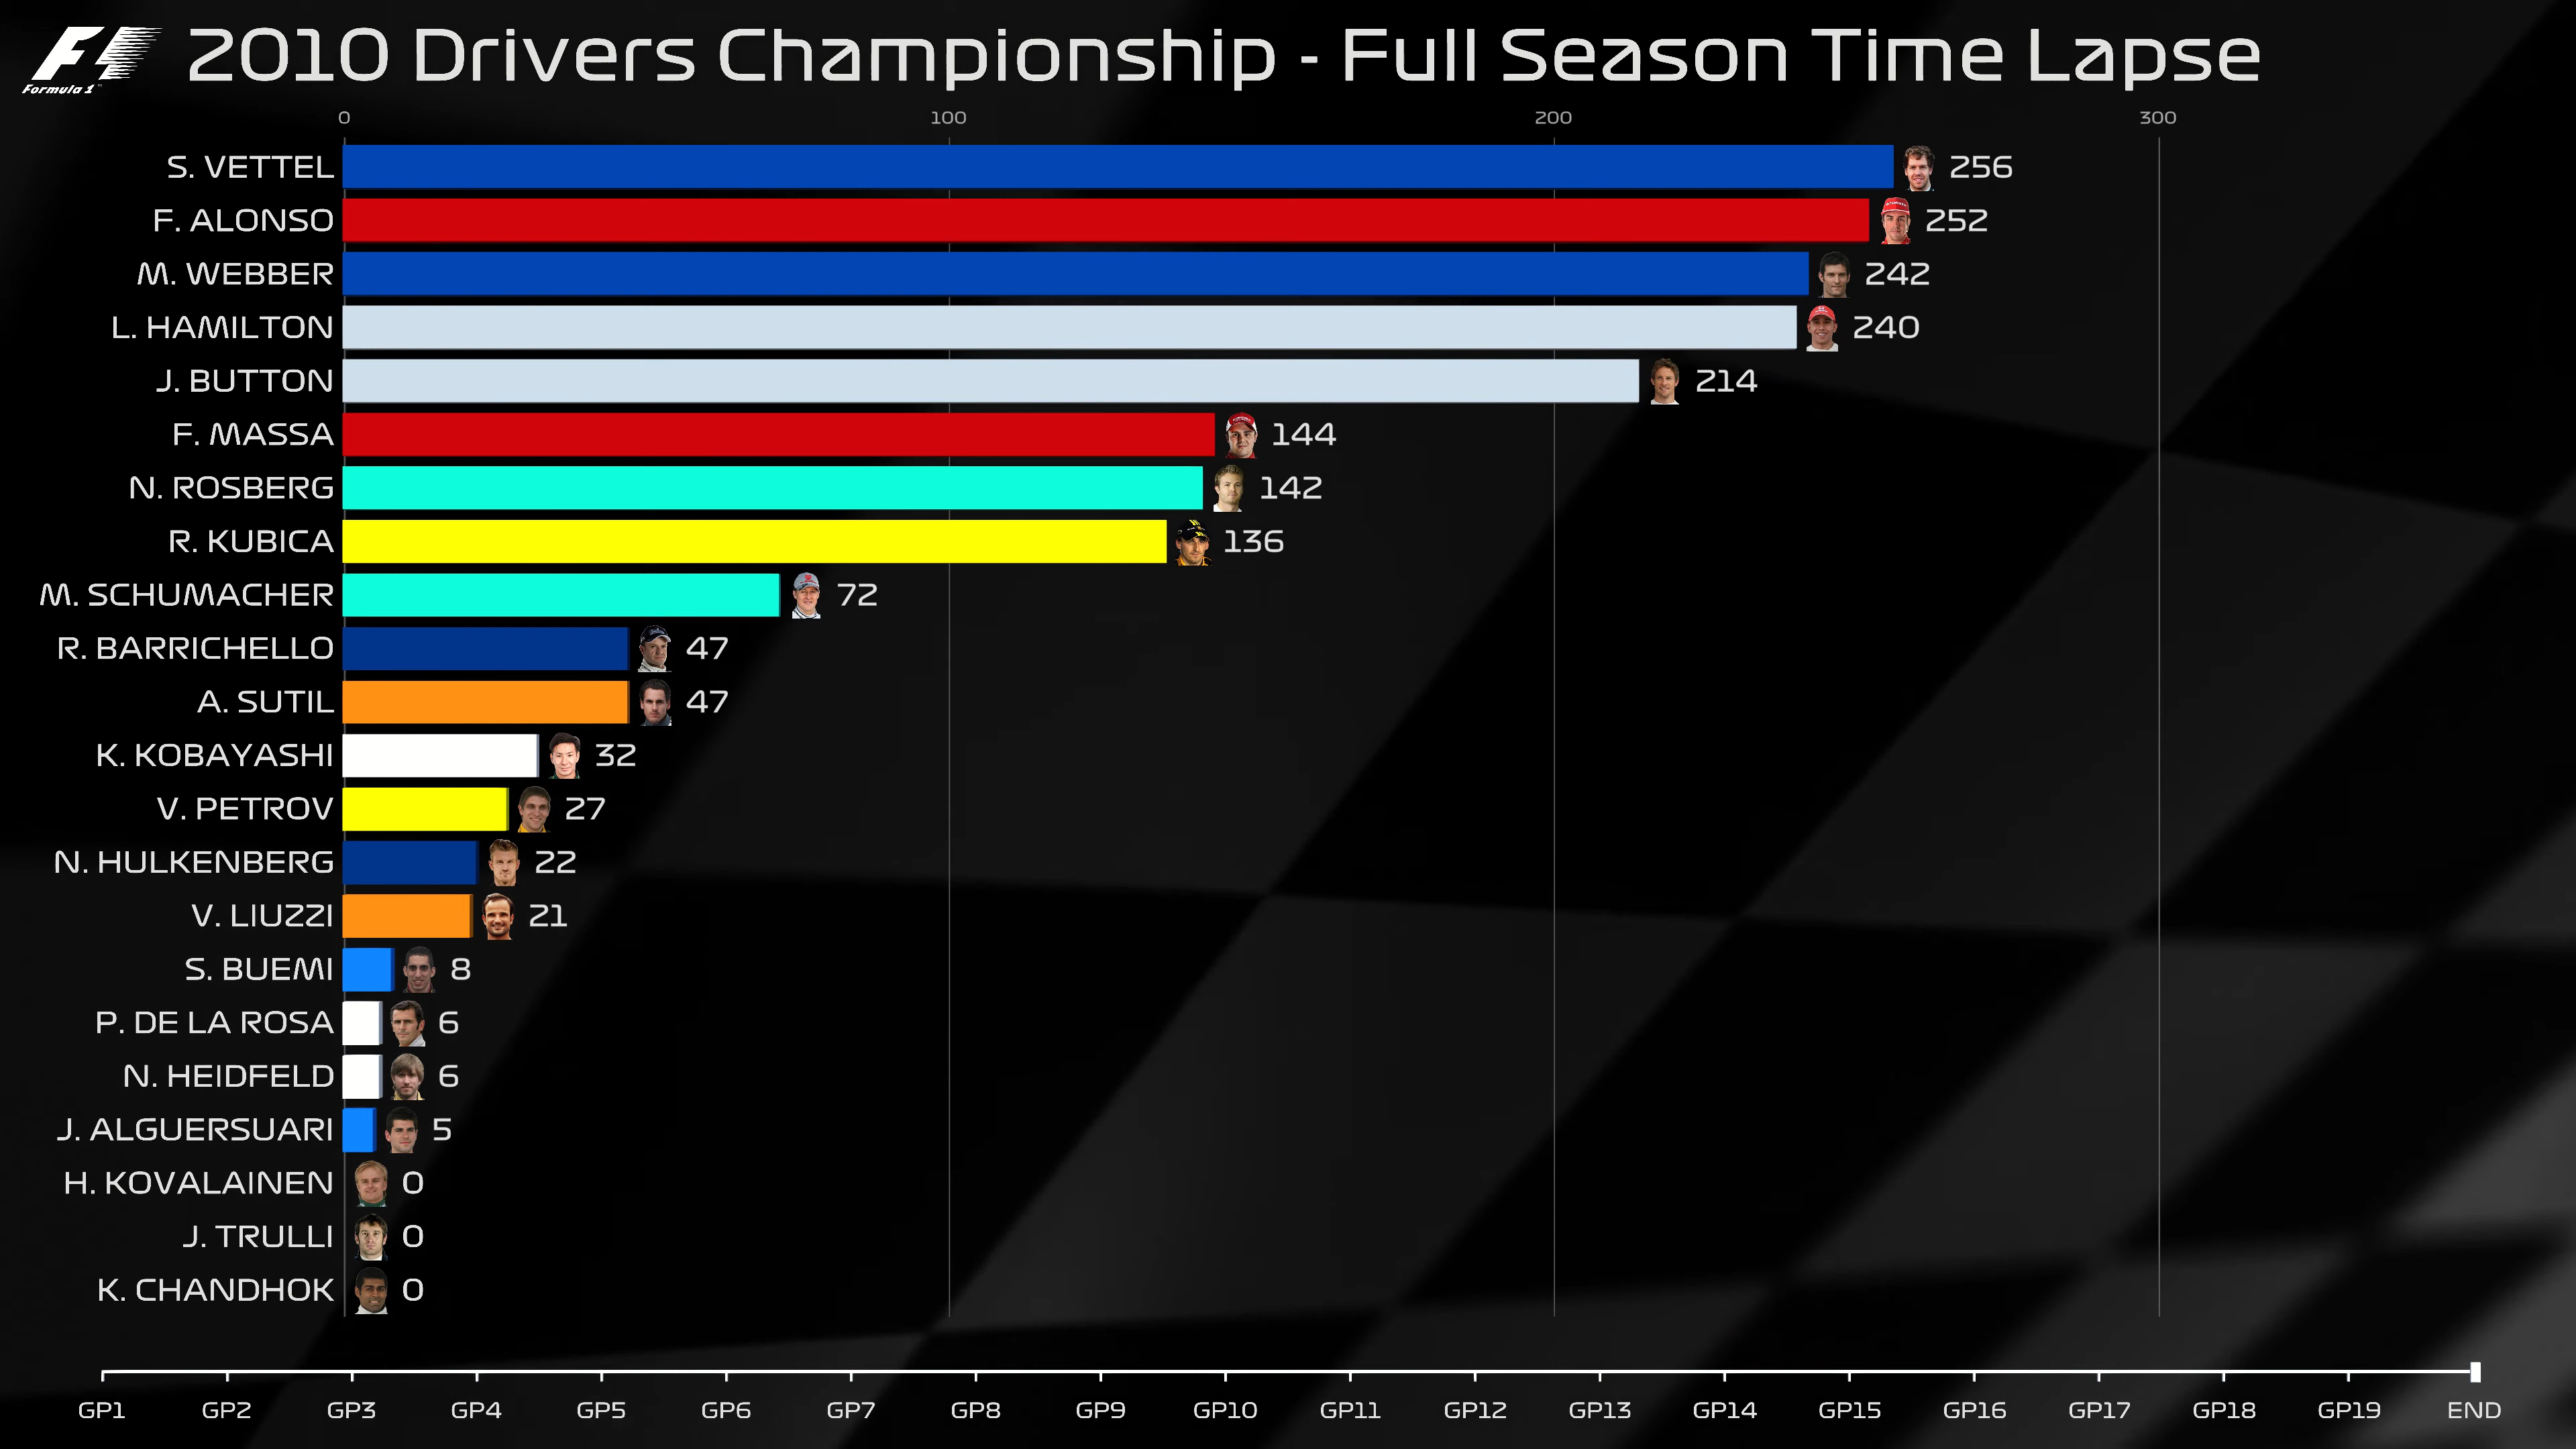 Formula 1
2010 Drivers Championship - Full Season Time Lapse
0 100 200 300
S. VETTEL 256
F. ALONSO 252
M. WEBBER 242
L. HAMILTON 240
J. BUTTON 214
F. MASSA 144
N. ROSBERG 142
R. KUBICA 136
M. SCHUMACHER 72
R. BARRICHELLO 47
A. SUTIL 47
K. KOBAYASHI 32
V. PETROV 27
N. HULKENBERG 22
V. LIUZZI 21
S. BUEMI 8
P. DE LA ROSA 6
N. HEIDFELD 6
J. ALGUERSUARI 5
H. KOVALAINEN 0
J. TRULLI 0
K. CHANDHOK 0
GP1 GP2 GP3 GP4 GP5 GP6 GP7 GP8 GP9 GP10 GP11 GP12 GP13 GP14 GP15 GP16 GP17 GP18 GP19 END